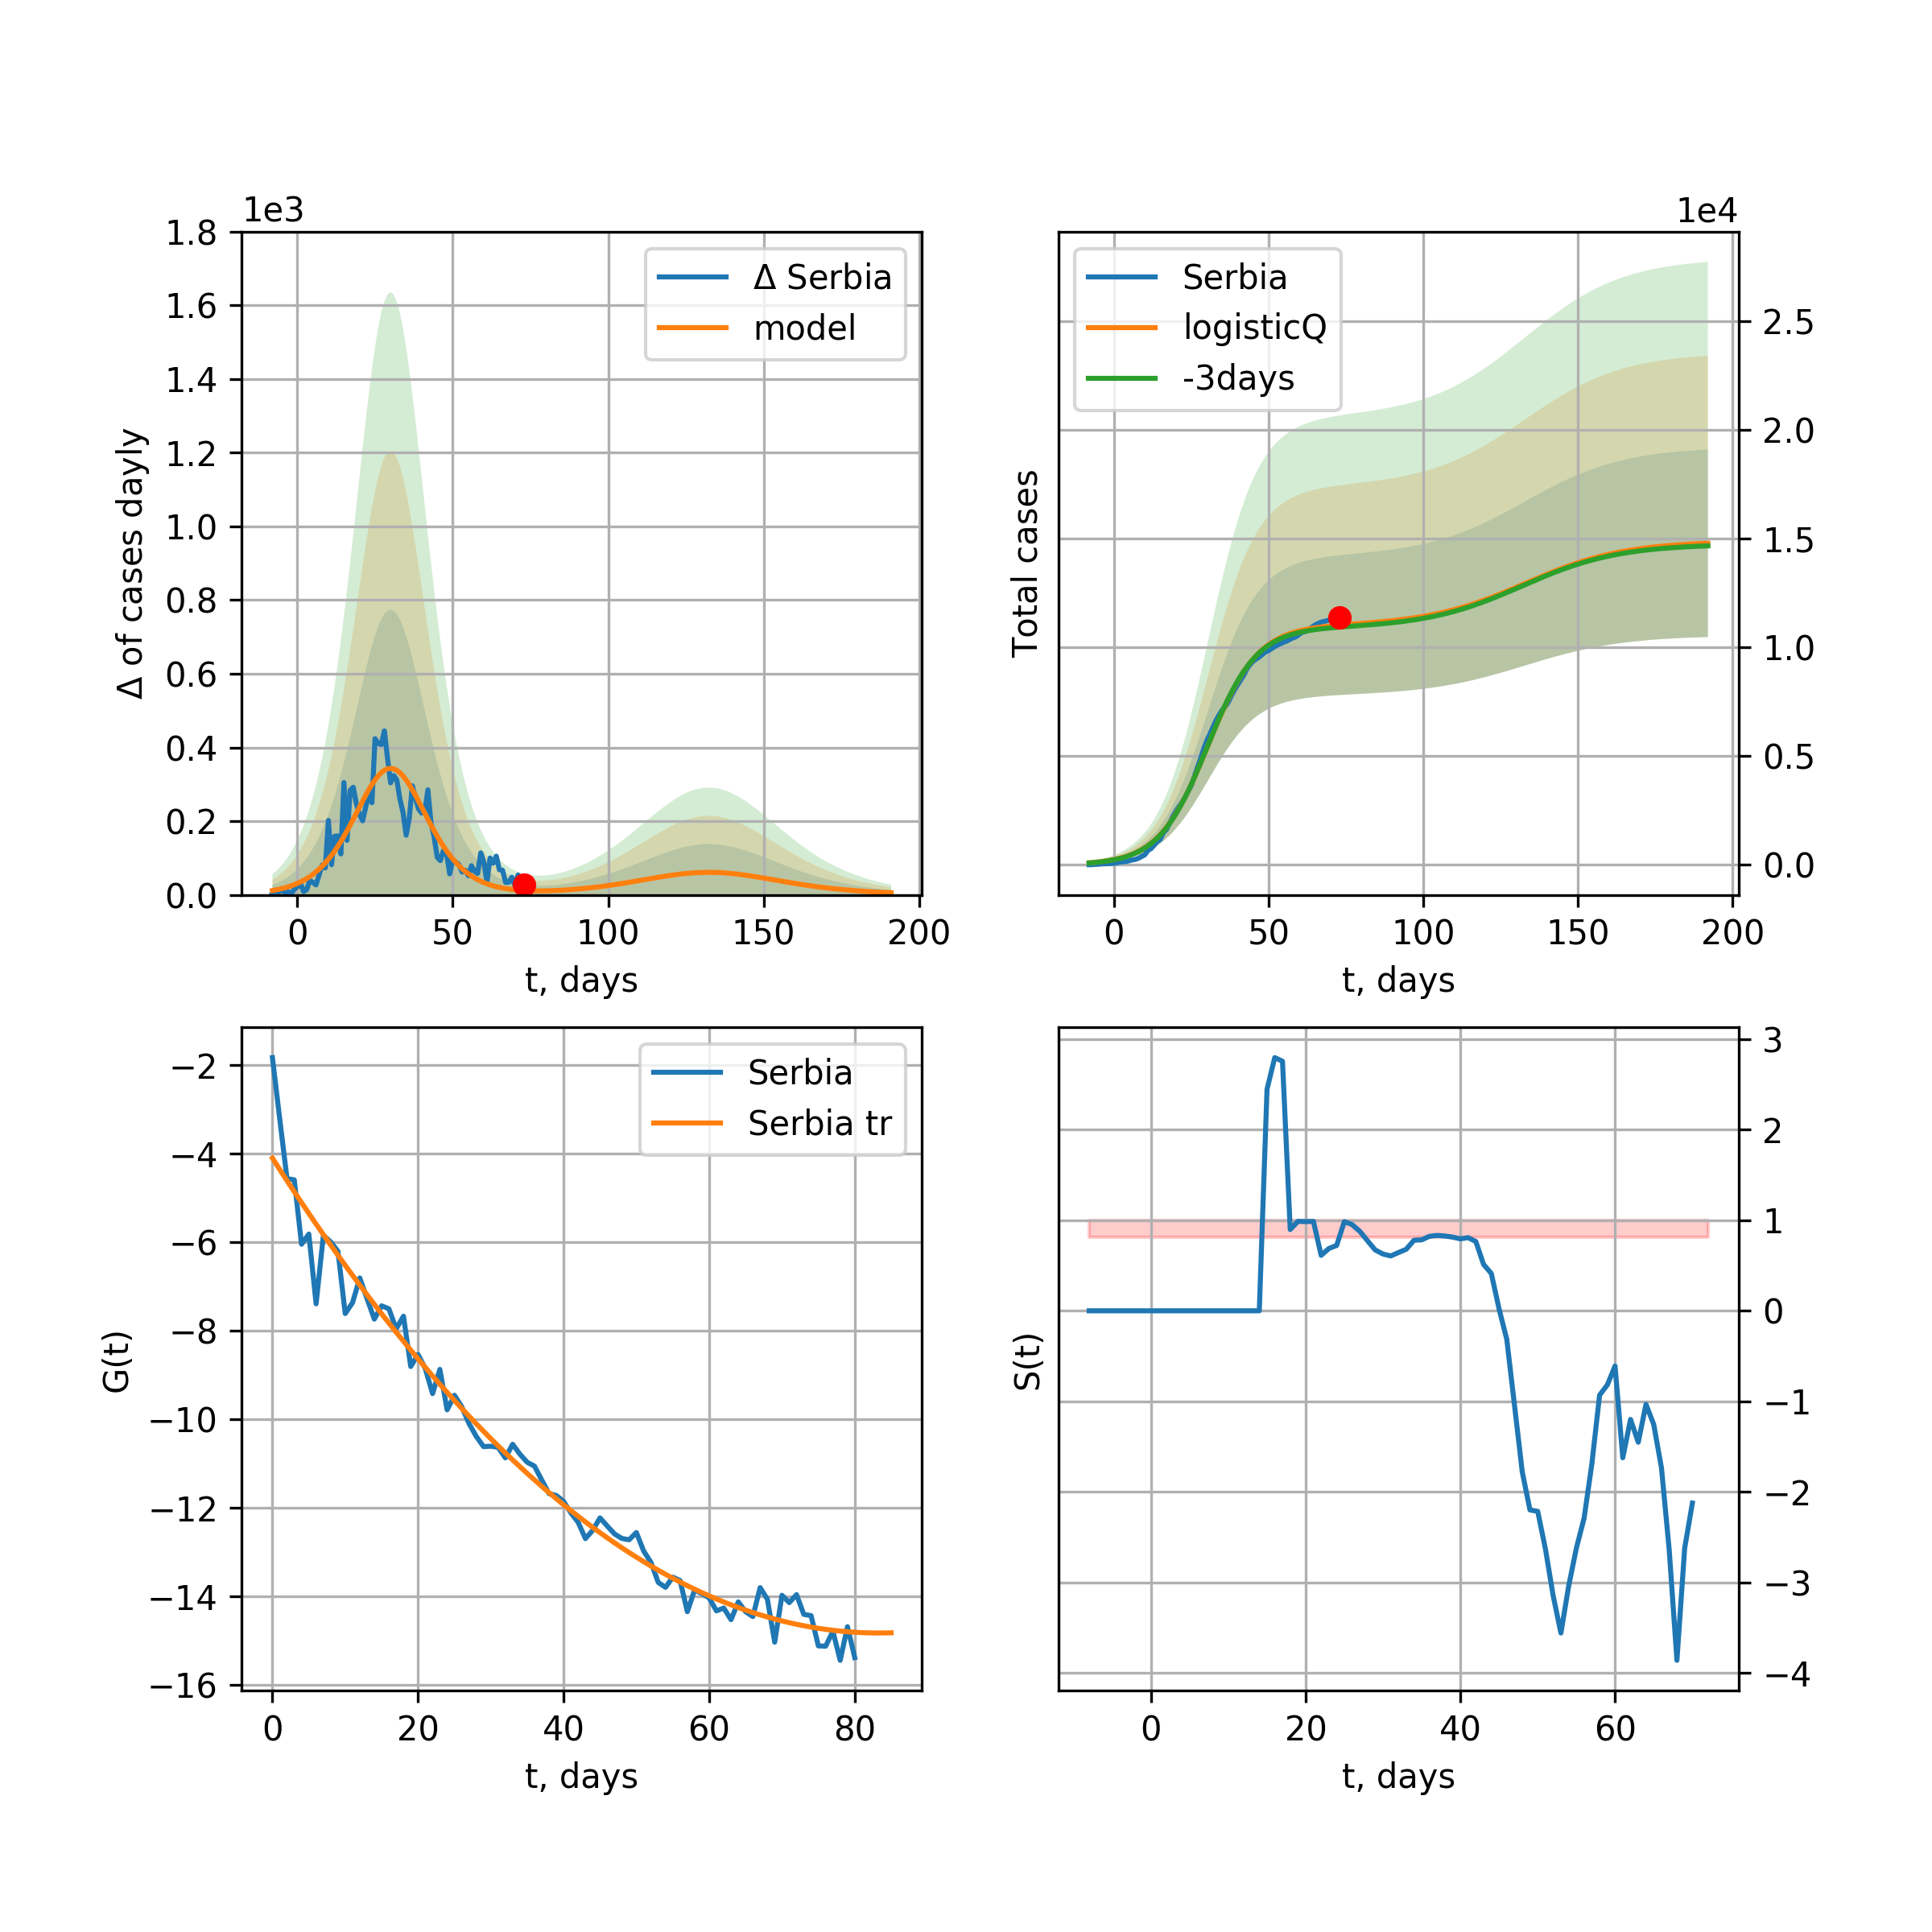 1e3
1.8
1.6
1.4
1.2
1.0
0.8
0.6
0.4
0.2
0.0
Δ of cases dayly
Δ Serbia
model
0 50 100 150 200
t, days
1e4
Serbia
logisticQ
-3days
Total cases
2.5
2.0
1.5
1.0
0.5
0.0
0 50 100 150 200
t, days
−2
−4
−6
−8
−10
−12
−14
−16
G(t)
Serbia
Serbia tr
0 20 40 60 80
t, days
S(t)
3
2
1
0
−1
−2
−3
−4
0 20 40 60
t, days